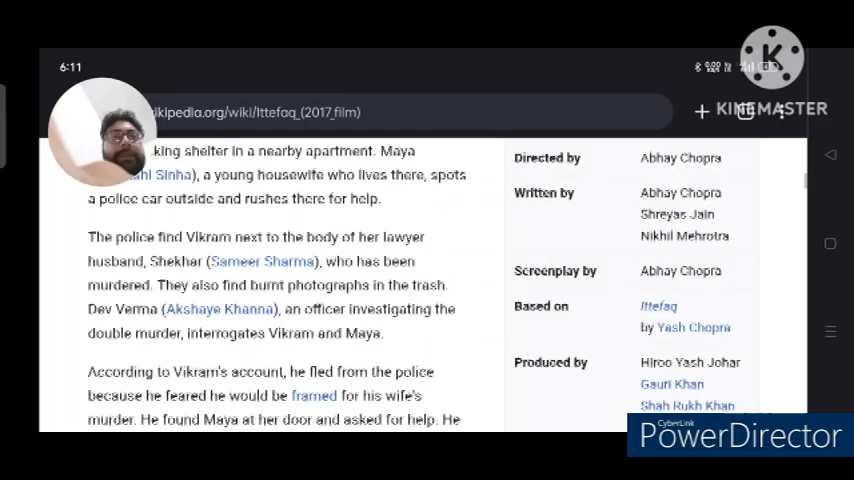 6:11
KINEMASTER
ikipedia.org/wiki/Ittefaq_(2017_film)
king shelter in a nearby apartment. Maya
ahi Sinha), a young housewife who lives there, spots
a police car outside and rushes there for help.
The police find Vikram next to the body of her lawyer
husband, Shekhar (Sameer Sharma), who has been
murdered. They also find burnt photographs in the trash.
Dev Verma (Akshaye Khanna), an officer investigating the
double murder, interrogates Vikram and Maya.
According to Vikram's account, he fled from the police
because he feared he would be framed for his wife's
murder. He found Maya at her door and asked for help. He
Directed by Abhay Chopra
Written by Abhay Chopra
Shreyas Jain
Nikhil Mehrotra
Screenplay by Abhay Chopra
Based on Ittefaq
by Yash Chopra
Produced by Hiroo Yash Johar
Gauri Khan
Shah Rukh Khan
CyberLink
PowerDirector